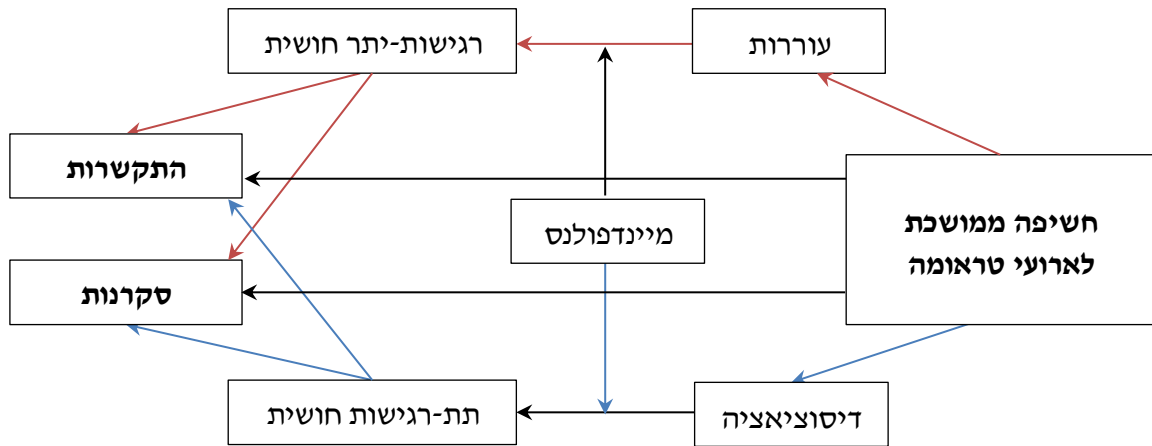 עוררות
רגישות-יתר חושית
התקשרות
חשיפה ממושכת
לארועי טראומה
מיינדפולנס
סקרנות
דיסוציאציה
תת-רגישות חושית